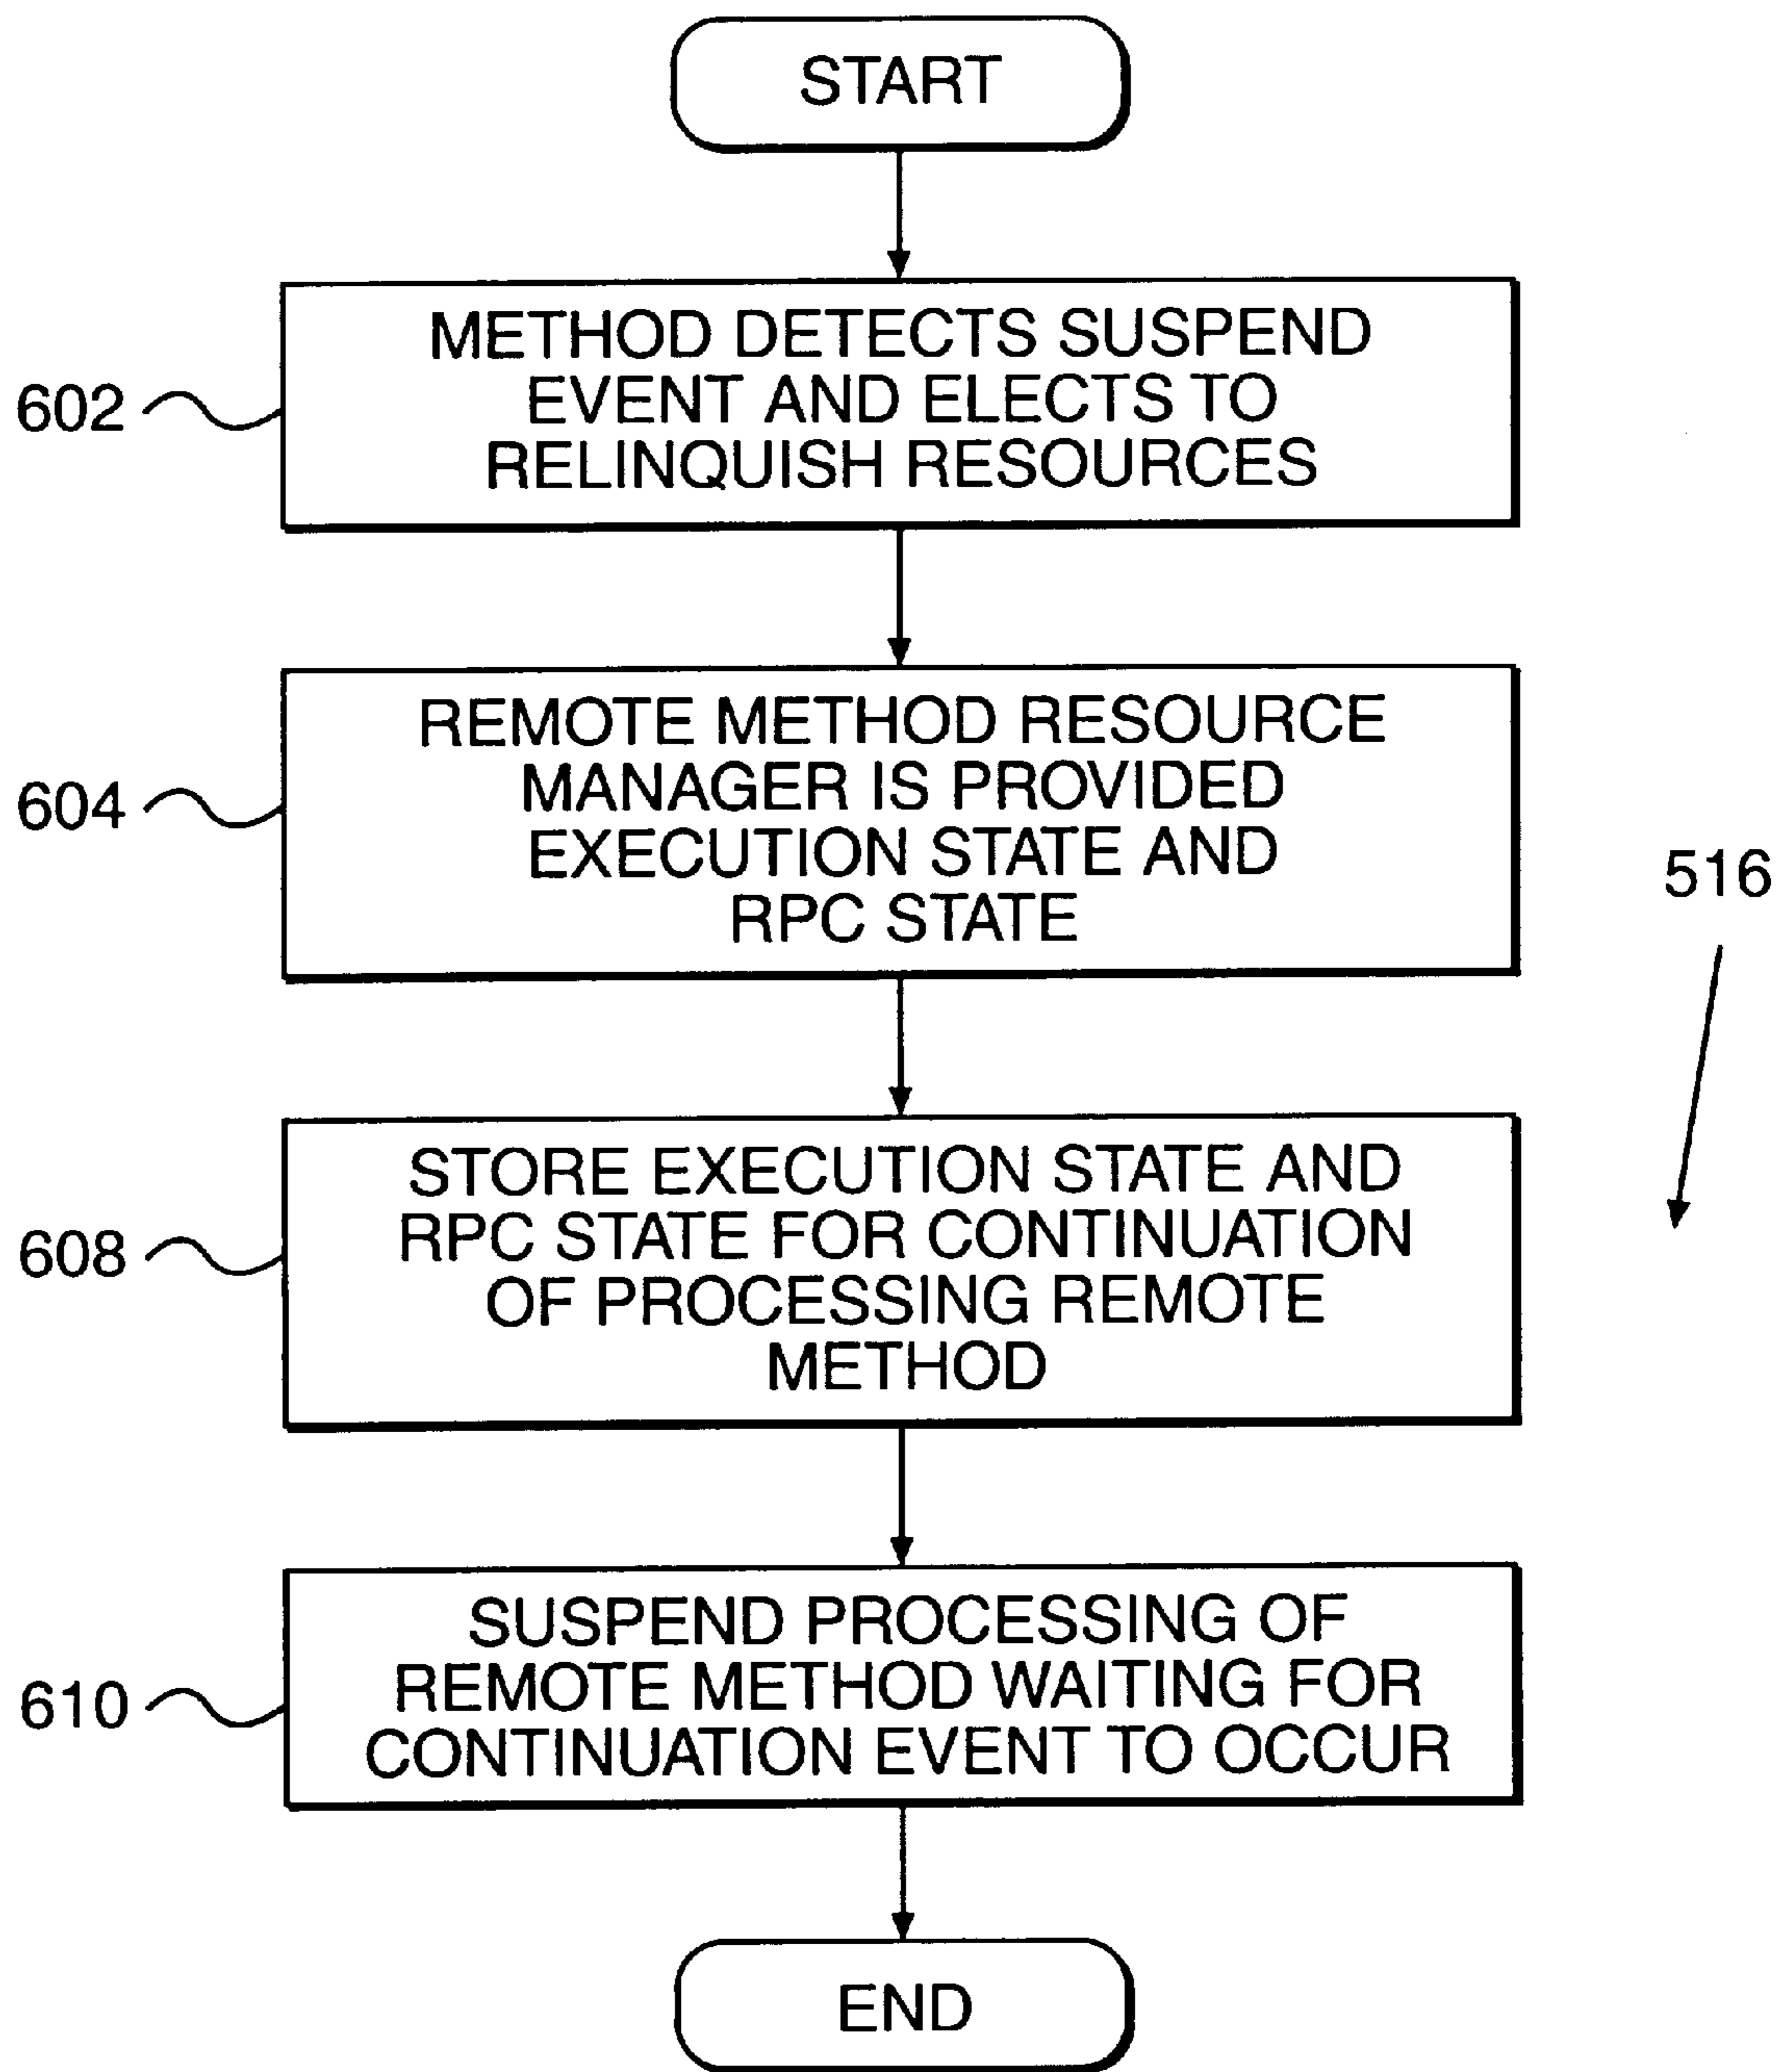 START
602
METHOD DETECTS SUSPEND
EVENT AND ELECTS TO
RELINQUISH RESOURCES
604
REMOTE METHOD RESOURCE
MANAGER IS PROVIDED
EXECUTION STATE AND
RPC STATE
516
608
STORE EXECUTION STATE AND
RPC STATE FOR CONTINUATION
OF PROCESSING REMOTE
METHOD
610
SUSPEND PROCESSING OF
REMOTE METHOD WAITING FOR
CONTINUATION EVENT TO OCCUR
END